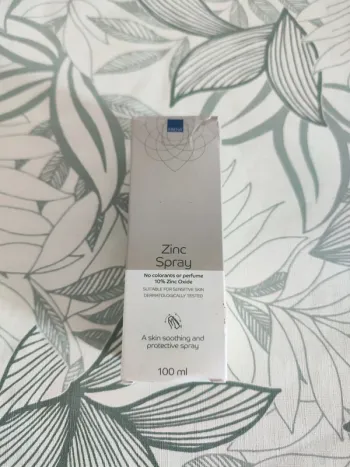 Zinc
Spray
No colorants or perfume
10% Zinc Oxide
SUITABLE FOR SENSITIVE SKIN
DERMATOLOGICALLY TESTED
A skin soothing and
protective spray
100 ml